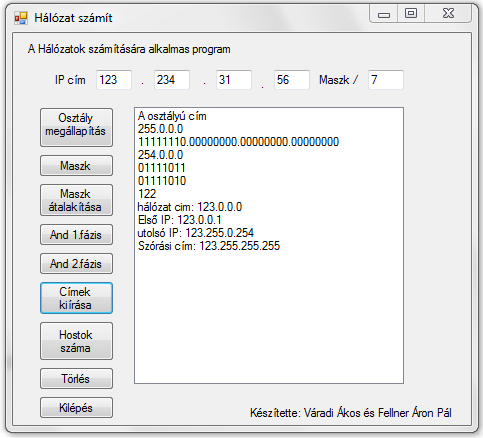 Hálózat számít
A Hálózatok számítására alkalmas program
IP cím 123 . 234 . 31 . 56 Maszk / 7
Osztály
megállapítás
Maszk
Maszk
átalakítása
And 1.fázis
And 2.fázis
Címek
kiírása
Hostok
száma
Törlés
Kilépés
A osztályú cím
255.0.0.0
11111110.00000000.00000000.00000000
254.0.0.0
01111011
01111010
122
hálózat cim: 123.0.0.0
Első IP: 123.0.0.1
utolsó IP: 123.255.0.254
Szórási cím: 123.255.255.255
Készítette: Váradi Ákos és Fellner Áron Pál